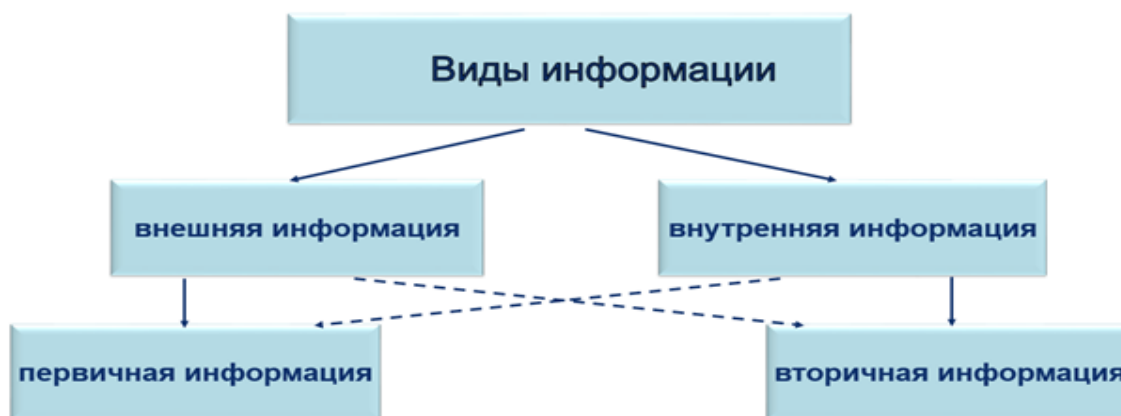 Виды информации
внешняя информация
внутренняя информация
первичная информация
вторичная информация